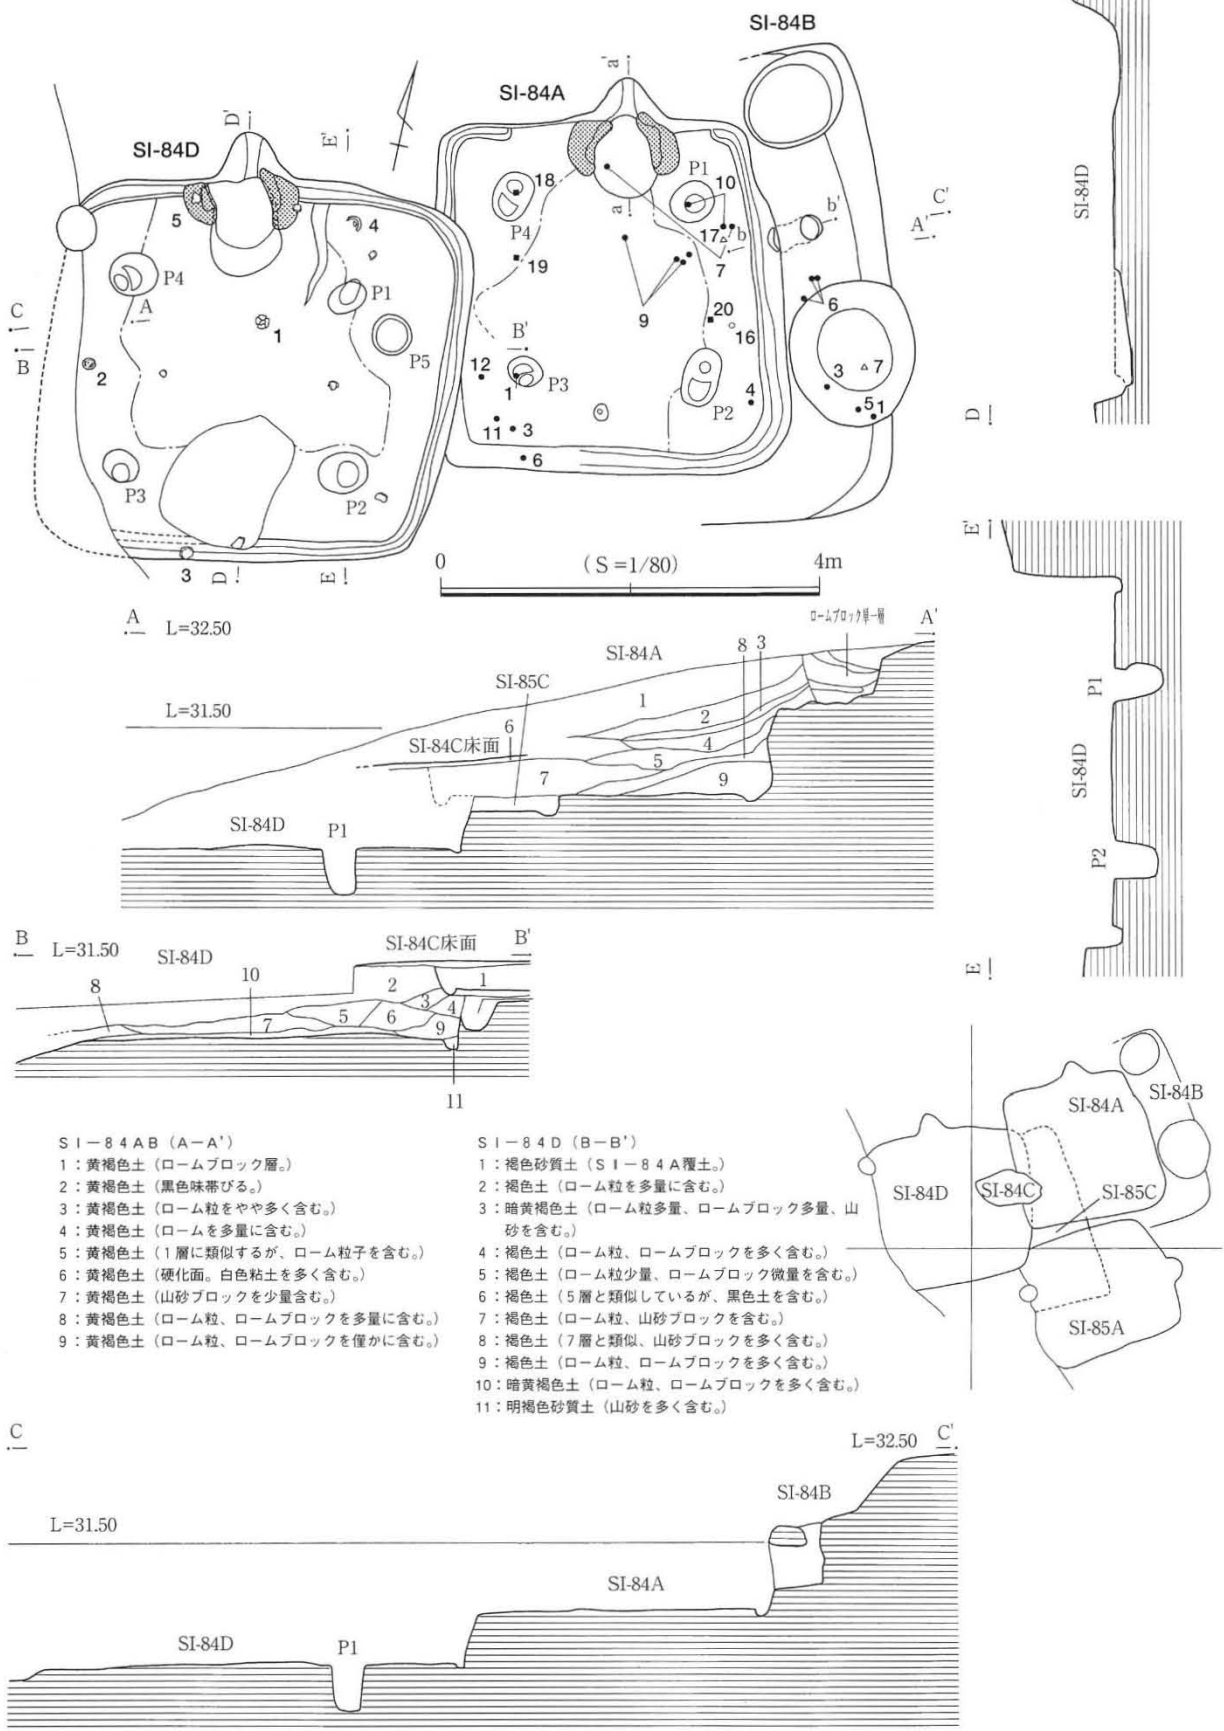 SI-84B
SI-84A
SI-84D
a'
D'
E'
18
P4
19
P1
10
17
b
b'
7
C'
A'
5
4
P4
A
P1
1
P5
2
C
B
9
20
16
B'
12
1
P3
P2
4
11
3
6
a
6
3
7
5
1
P3
P2
3
D
E
0
(S=1/80)
4m
SI-84D
D
E'
P1
SI-84D
P2
E
A
L=32.50
ロームブロック単一層
A'
SI-84A
8
3
SI-85C
1
L=31.50
6
2
SI-84C床面
4
5
7
9
SI-84D
P1
B
L=31.50
SI-84D
SI-84C床面
B'
10
8
2
1
3
4
5
6
7
9
11
SI-84A
SI-84B
SI-84D
SI-84C
SI-85C
SI-85A
SI-84AB(A-A')
1:黄褐色土(ロームブロック層。)
2:黄褐色土(黒色味帯びる。)
3:黄褐色土(ローム粒をやや多く含む。)
4:黄褐色土(ロームを多量に含む。)
5:黄褐色土(1層に類似するが、ローム粒子を含む。)
6:黄褐色土(硬化面。白色粘土を多く含む。)
7:黄褐色土(山砂ブロックを少量含む。)
8:黄褐色土(ローム粒、ロームブロックを多量に含む。)
9:黄褐色土(ローム粒、ロームブロックを僅かに含む。)
SI-84D(B-B')
1:褐色砂質土(SI-84A覆土。)
2:褐色土(ローム粒を多量に含む。)
3:暗黄褐色土(ローム粒多量、ロームブロック多量、山
砂を含む。)
4:褐色土(ローム粒、ロームブロックを多く含む。)
5:褐色土(ローム粒少量、ロームブロック微量を含む。)
6:褐色土(5層と類似しているが、黒色土を含む。)
7:褐色土(ローム粒、山砂ブロックを含む。)
8:褐色土(7層と類似、山砂ブロックを多く含む。)
9:褐色土(ローム粒、ロームブロックを多く含む。)
10:暗黄褐色土(ローム粒、ロームブロックを多く含む。)
11:明褐色砂質土(山砂を多く含む。)
C
L=32.50
C'
SI-84B
L=31.50
SI-84A
SI-84D
P1